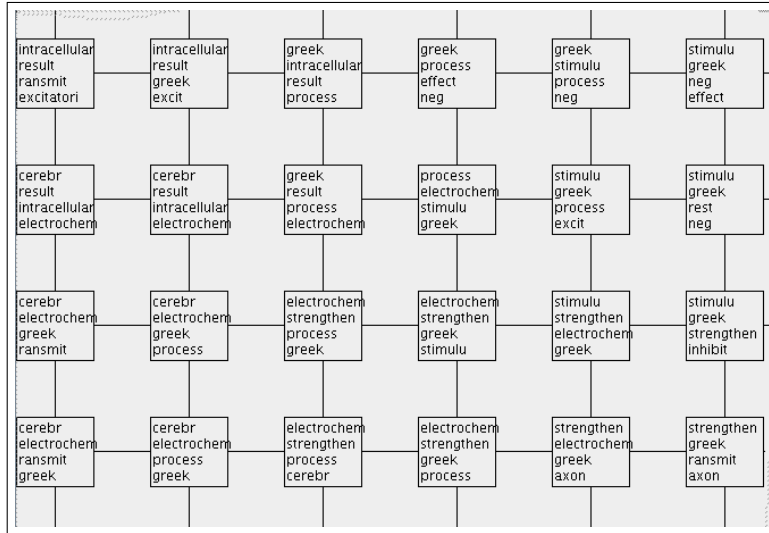 intracellular
result
ransmit
excitatori
intracellular
result
greek
excit
greek
intracellular
result
process
greek
process
effect
neg
greek
stimulu
process
neg
stimulu
greek
neg
effect
cerebr
result
intracellular
electrochem
cerebr
result
intracellular
electrochem
greek
result
process
electrochem
process
electrochem
stimulu
greek
stimulu
greek
process
excit
stimulu
greek
rest
neg
cerebr
electrochem
greek
ransmit
cerebr
electrochem
greek
process
electrochem
strengthen
process
greek
electrochem
strengthen
greek
stimulu
stimulu
strengthen
electrochem
greek
stimulu
greek
strengthen
inhibit
cerebr
electrochem
ransmit
greek
cerebr
electrochem
process
greek
electrochem
strengthen
process
cerebr
electrochem
strengthen
greek
process
strengthen
electrochem
greek
axon
strengthen
greek
ransmit
axon